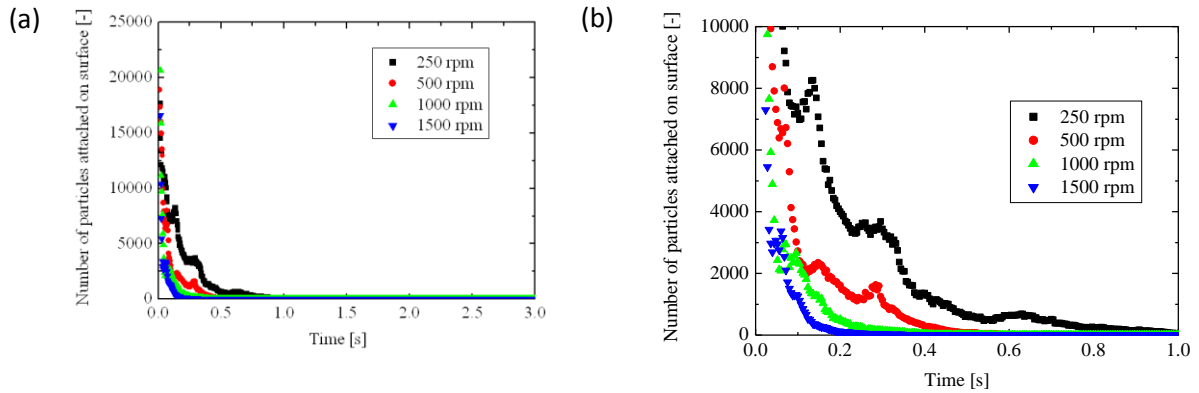 (a)
Number of particles attached on surface [-]
25000
20000
15000
10000
5000
0
0.0 0.5 1.0 1.5 2.0 2.5 3.0
Time [s]
250 rpm
500 rpm
1000 rpm
1500 rpm
(b)
Number of particles attached on surface [-]
10000
8000
6000
4000
2000
0
0.0 0.2 0.4 0.6 0.8 1.0
Time [s]
250 rpm
500 rpm
1000 rpm
1500 rpm